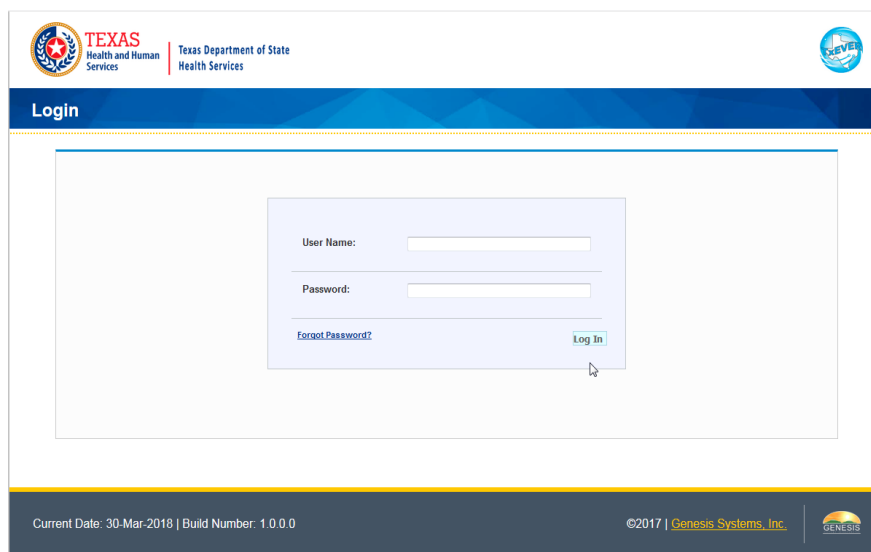 TEXAS
Health and Human
Services
Texas Department of State
Health Services
TxEVER
Login
User Name:
Password:
Forgot Password?
Log In
Current Date: 30-Mar-2018 | Build Number: 1.0.0.0
©2017 | Genesis Systems, Inc.
GENESIS